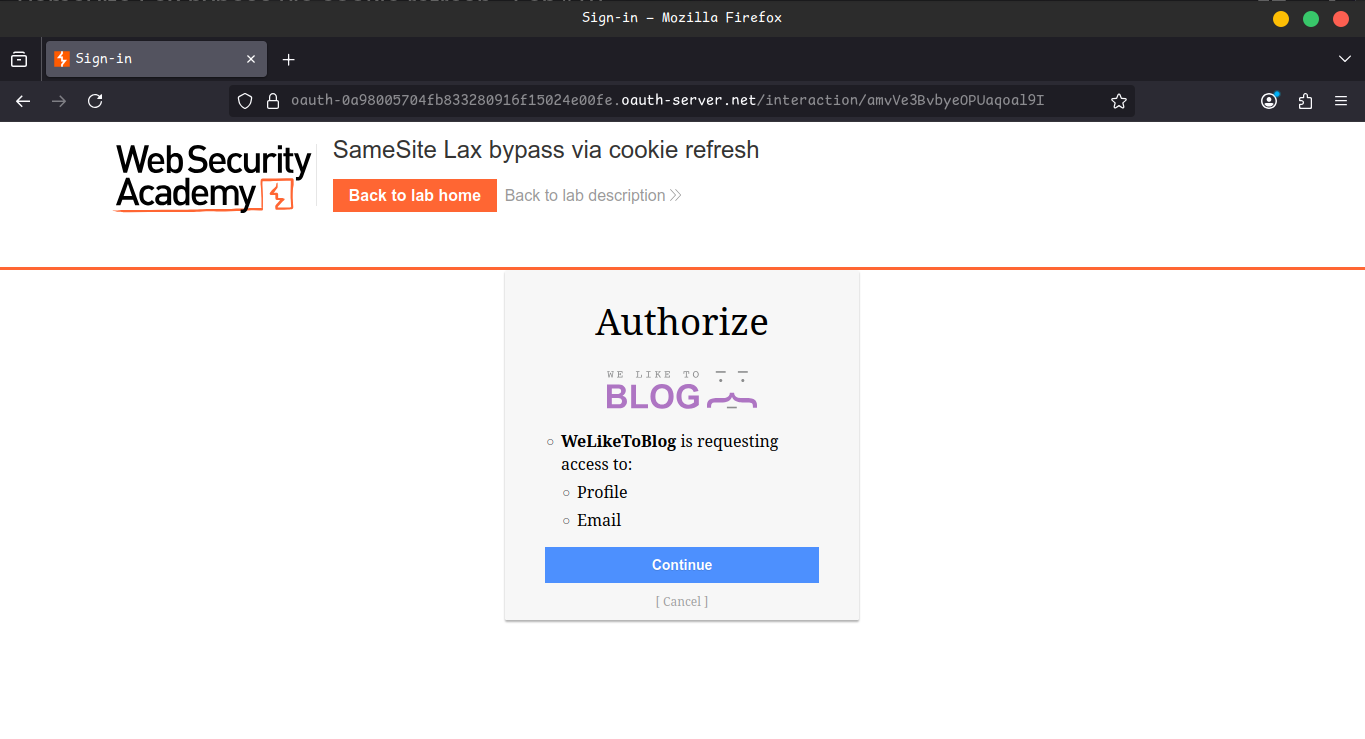 Sign-in — Mozilla Firefox
Sign-in
oauth-0a98005704fb833280916f15024e00fe.oauth-server.net/interaction/amvVe3BvbyeOPUaqoal9I
WebSecurity
Academy
SameSite Lax bypass via cookie refresh
Back to lab home
Back to lab description
Authorize
WE LIKE TO
BLOG
WeLikeToBlog is requesting
access to:
Profile
Email
Continue
[ Cancel ]